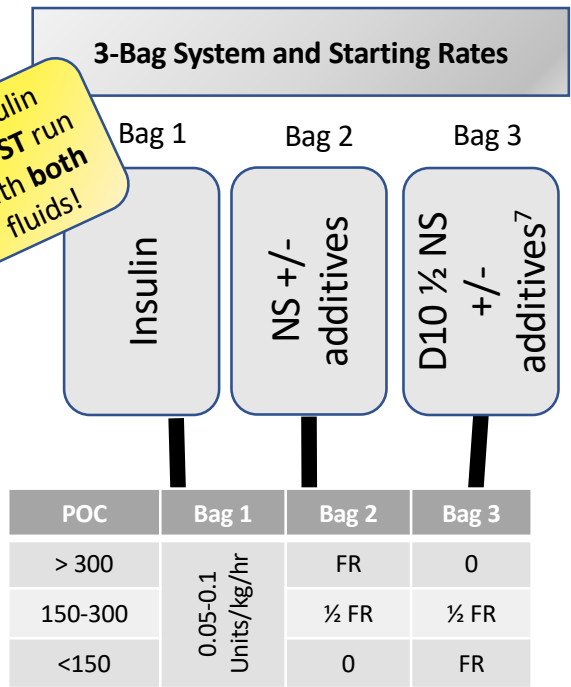 3-Bag System and Starting Rates
ST run
both
fluids!
Bag 1
Bag 2
Bag 3
Insulin
NS +/-
additives
D10 ½ NS
+/-
additives7
POC
Bag 1
Bag 2
Bag 3
> 300
0.05-0.1
Units/kg/hr
FR
0
150-300
½ FR
½ FR
<150
0
FR